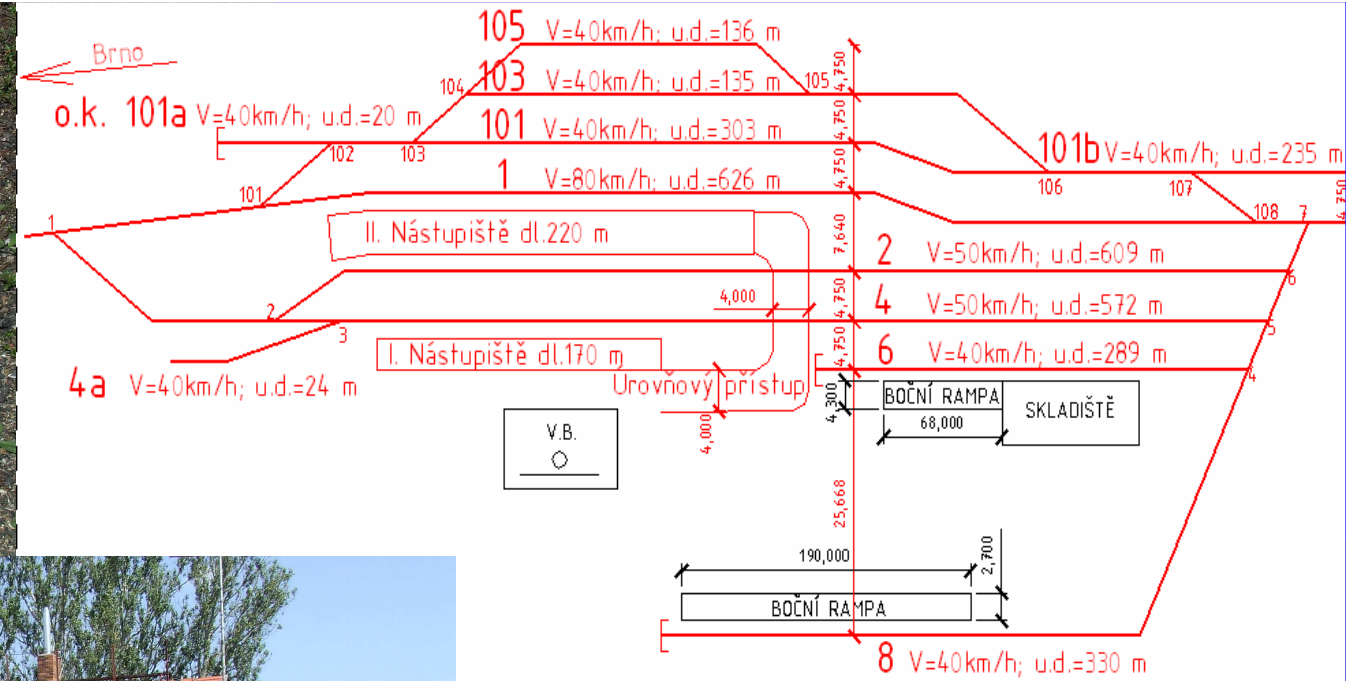 105 V=40km/h; u.d.=136 m
Brno
104 103 V=40km/h; u.d.=135 m 105 4,750
o.k. 101a V=40km/h; u.d.=20 m
4,750
101 V=40km/h; u.d.=303 m
102 103
101b V=40km/h; u.d.=235 m
1 V=80km/h; u.d.=626 m 4,750
106 107
101
1
108 7 4,750
II. Nástupiště dl.220 m
7,640
2 V=50km/h; u.d.=609 m
6
4,000
4 V=50km/h; u.d.=572 m
4,750
2
3
5
I. Nástupiště dl.170 m
4,750
6 V=40km/h; u.d.=289 m
4
4a V=40km/h; u.d.=24 m
Úrovňový přístup
4,300
BOČNÍ RAMPA
SKLADIŠTĚ
68,000
4,000
V.B.
25,668
190,000
2,700
BOČNÍ RAMPA
8 V=40km/h; u.d.=330 m